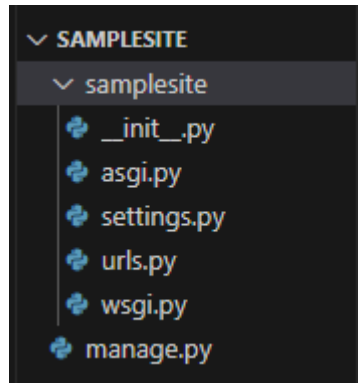 SAMPLESITE
samplesite
__init__.py
asgi.py
settings.py
urls.py
wsgi.py
manage.py